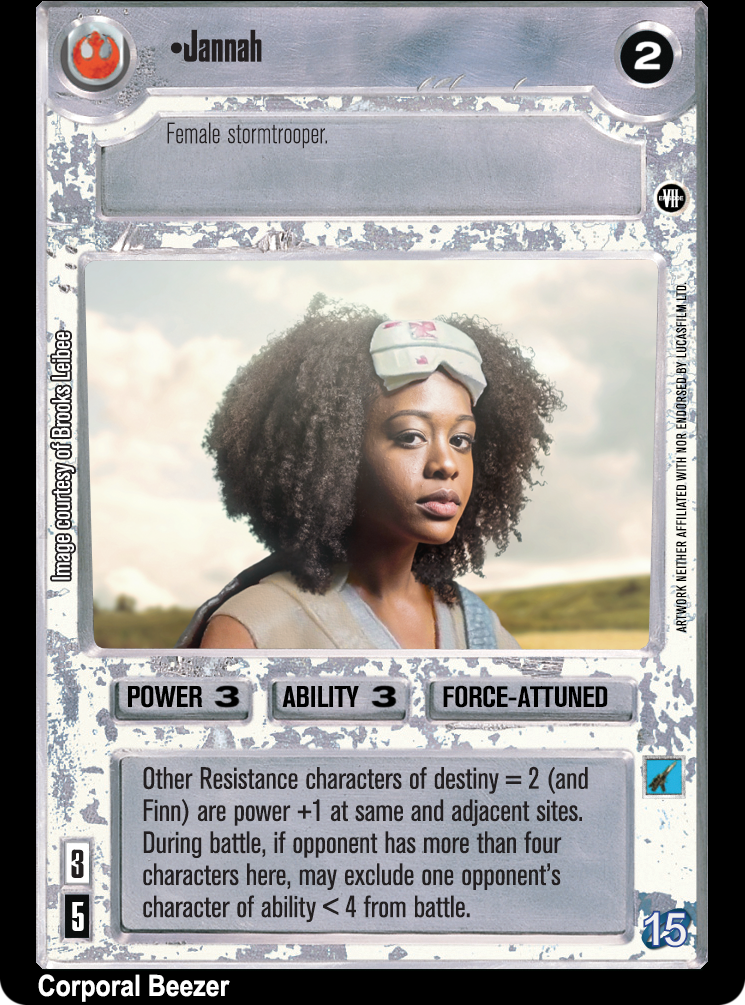 •Jannah
2
Female stormtrooper.
EPISODE
VII
Image courtesy of Brooks Leibee
ARTWORK NEITHER AFFILIATED WITH NOR ENDORSED BY LUCASFILM LTD.
POWER 3
ABILITY 3
FORCE-ATTUNED
Other Resistance characters of destiny = 2 (and
Finn) are power +1 at same and adjacent sites.
During battle, if opponent has more than four
characters here, may exclude one opponent's
character of ability < 4 from battle.
3
5
15
Corporal Beezer